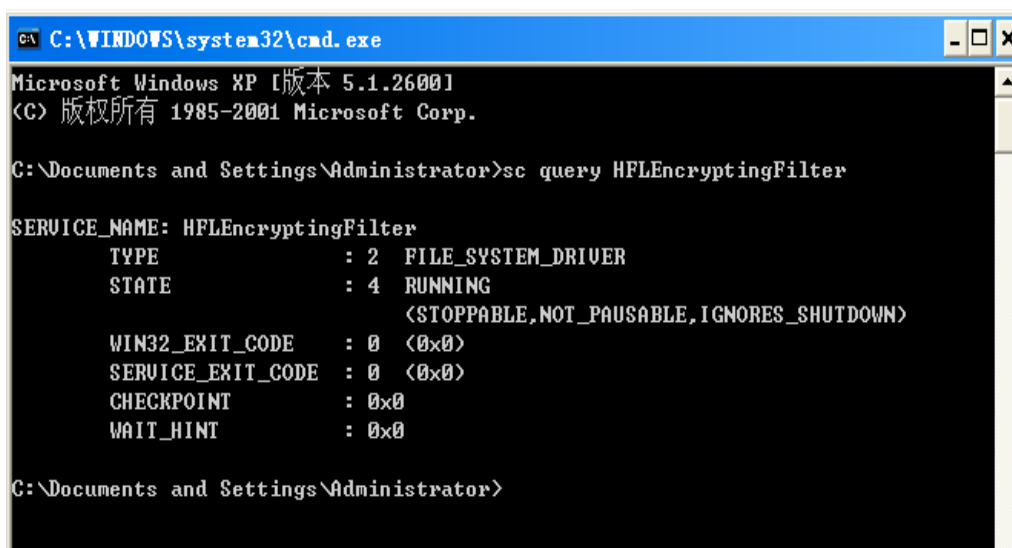 C:\WINDOWS\system32\cmd.exe
Microsoft Windows XP [版本 5.1.2600]
(C) 版权所有 1985-2001 Microsoft Corp.
C:\Documents and Settings\Administrator>sc query HFLEncryptingFilter
SERVICE_NAME: HFLEncryptingFilter
TYPE : 2 FILE_SYSTEM_DRIVER
STATE : 4 RUNNING
(STOPPABLE,NOT_PAUSABLE,IGNORES_SHUTDOWN)
WIN32_EXIT_CODE : 0 (0x0)
SERVICE_EXIT_CODE : 0 (0x0)
CHECKPOINT : 0x0
WAIT_HINT : 0x0
C:\Documents and Settings\Administrator>